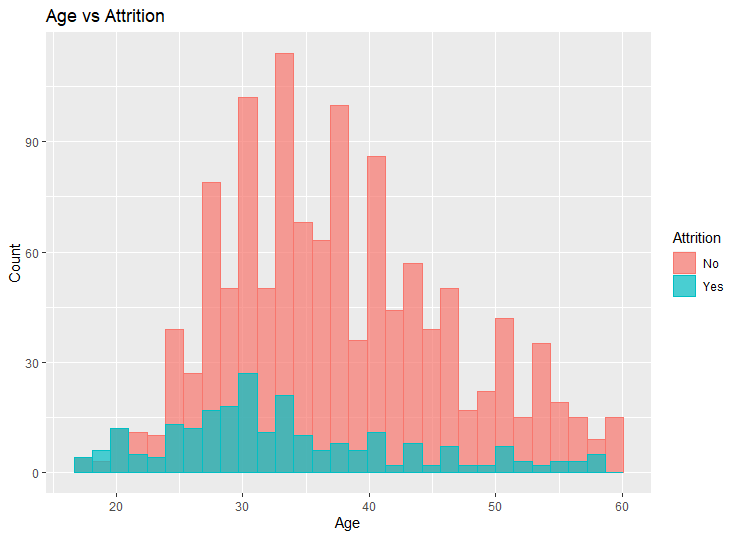 Age vs Attrition
90
60
30
0
Count
20 30 40 50 60
Age
Attrition
No
Yes